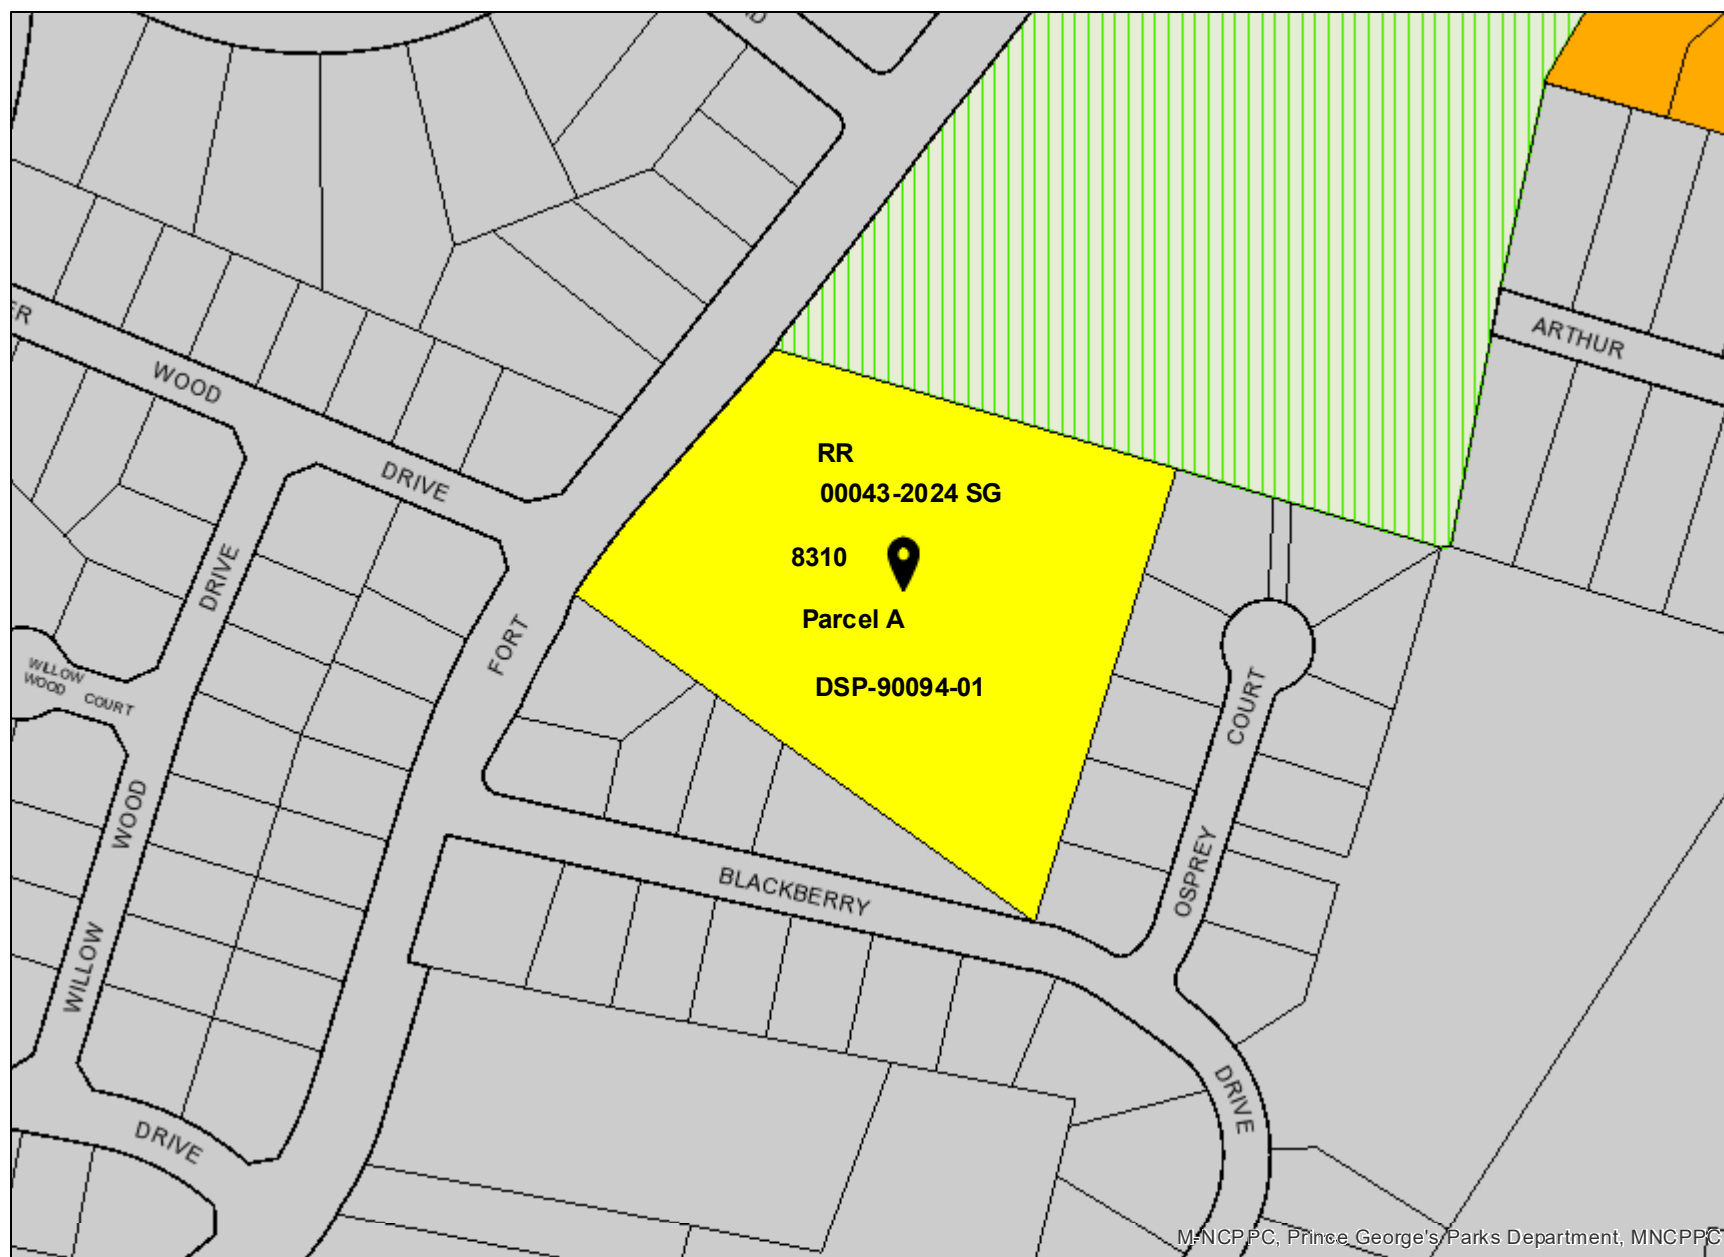 ER
WOOD
DRIVE
ARTHUR
RR
00043-2024 SG
8310
Parcel A
DSP-90094-01
DRIVE
FORT
WILLOW
WOOD COURT
COURT
WOOD
OSPREY
BLACKBERRY
WILLOW
DRIVE
DRIVE
M-NCPPC, Prince George's Parks Department, MNCPPC